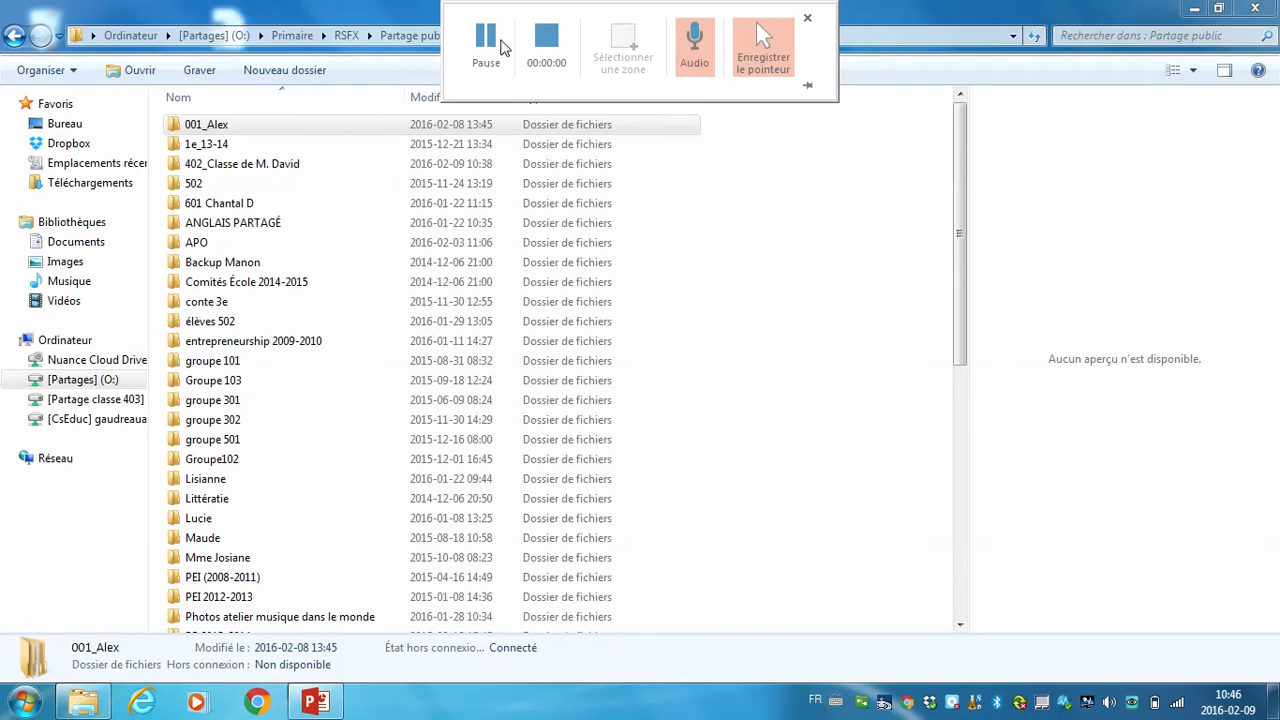 Ordinateur [Partages] (O:) Primaire RSFX Partage pub
Rechercher dans : Partage public
Pause
00:00:00
Sélectionner une zone
Audio
Enregistrer le pointeur
Organiser Ouvrir Graver Nouveau dossier
Nom Modif
Favoris
Bureau
Dropbox
Emplacements récer
Téléchargements
Bibliothèques
Documents
Images
Musique
Vidéos
Ordinateur
Nuance Cloud Drive
[Partages] (O:)
[Partage classe 403]
[CsEduc] gaudreaua
Réseau
001_Alex 2016-02-08 13:45 Dossier de fichiers
1e_13-14 2015-12-21 13:34 Dossier de fichiers
402_Classe de M. David 2016-02-09 10:38 Dossier de fichiers
502 2015-11-24 13:19 Dossier de fichiers
601 Chantal D 2016-01-22 11:15 Dossier de fichiers
ANGLAIS PARTAGÉ 2016-01-22 10:35 Dossier de fichiers
APO 2016-02-03 11:06 Dossier de fichiers
Backup Manon 2014-12-06 21:00 Dossier de fichiers
Comités École 2014-2015 2014-12-06 21:00 Dossier de fichiers
conte 3e 2015-11-30 12:55 Dossier de fichiers
élèves 502 2016-01-29 13:05 Dossier de fichiers
entrepreneurship 2009-2010 2016-01-11 14:27 Dossier de fichiers
groupe 101 2015-08-31 08:32 Dossier de fichiers
Groupe 103 2015-09-18 12:24 Dossier de fichiers
groupe 301 2015-06-09 08:24 Dossier de fichiers
groupe 302 2015-11-30 14:29 Dossier de fichiers
groupe 501 2015-12-16 08:00 Dossier de fichiers
Groupe102 2015-12-01 16:45 Dossier de fichiers
Lisianne 2016-01-22 09:44 Dossier de fichiers
Littératie 2014-12-06 20:50 Dossier de fichiers
Lucie 2016-01-08 13:25 Dossier de fichiers
Maude 2015-08-18 10:58 Dossier de fichiers
Mme Josiane 2015-10-08 08:23 Dossier de fichiers
PEI (2008-2011) 2015-04-16 14:49 Dossier de fichiers
PEI 2012-2013 2015-01-08 14:36 Dossier de fichiers
Photos atelier musique dans le monde 2016-01-28 10:34 Dossier de fichiers
Aucun aperçu n'est disponible.
001_Alex Modifié le : 2016-02-08 13:45 État hors connexio... Connecté
Dossier de fichiers Hors connexion : Non disponible
FR
10:46
2016-02-09